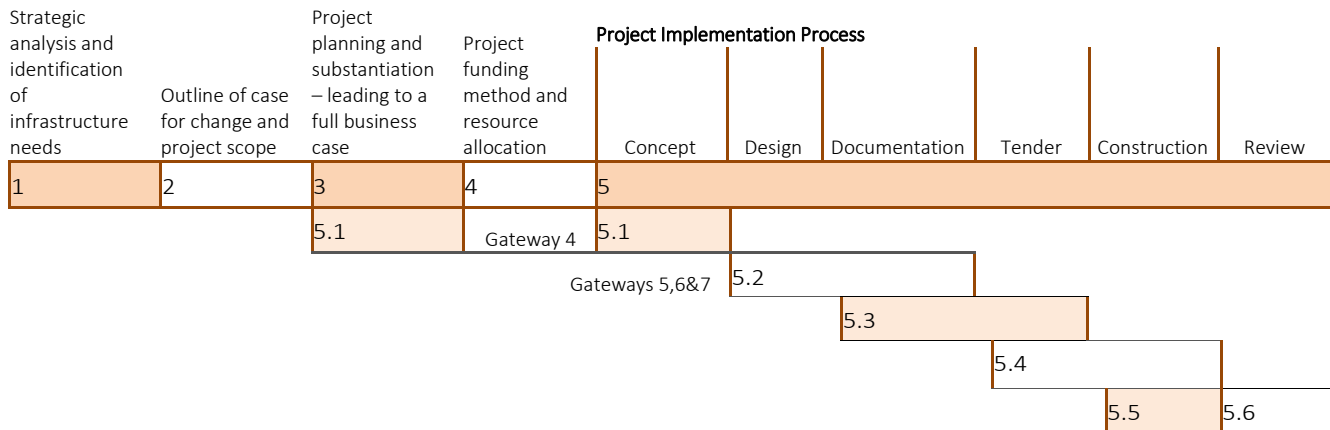 Strategic
analysis and
identification
of
infrastructure
needs
Outline of case
for change and
project scope
Project
planning and
substantiation
– leading to a
full business
case
Project
funding
method and
resource
allocation
Project Implementation Process
Concept
Design
Documentation
Tender
Construction
Review
1
2
3
4
5
5.1
Gateway 4
5.1
Gateways 5,6&7
5.2
5.3
5.4
5.5
5.6